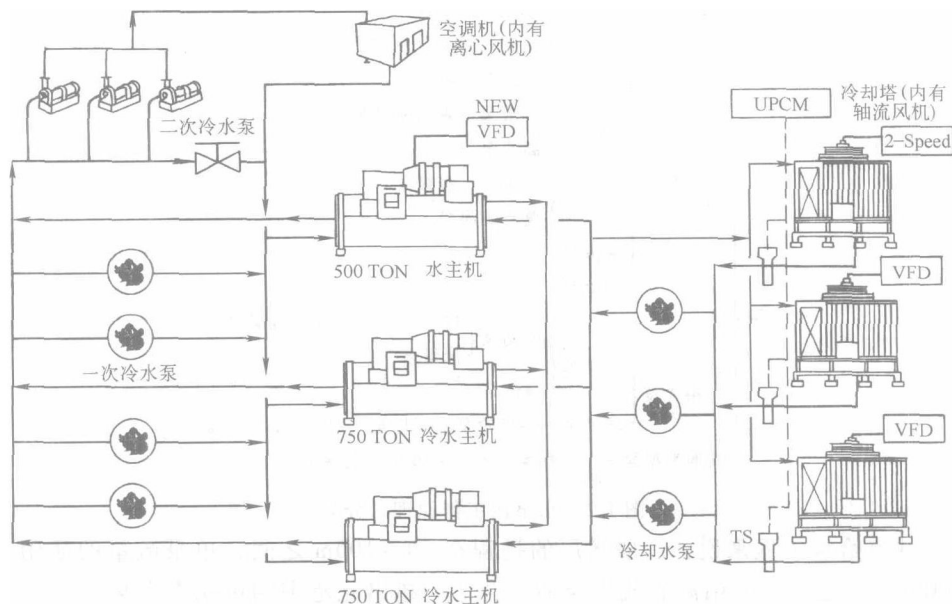 空调机(内有
离心风机)
二次冷水泵
NEW
VFD
UPCM
冷却塔(内有
轴流风机)
2-Speed
500 TON 水主机
VFD
一次冷水泵
750 TON 冷水主机
VFD
TS
冷却水泵
750 TON 冷水主机